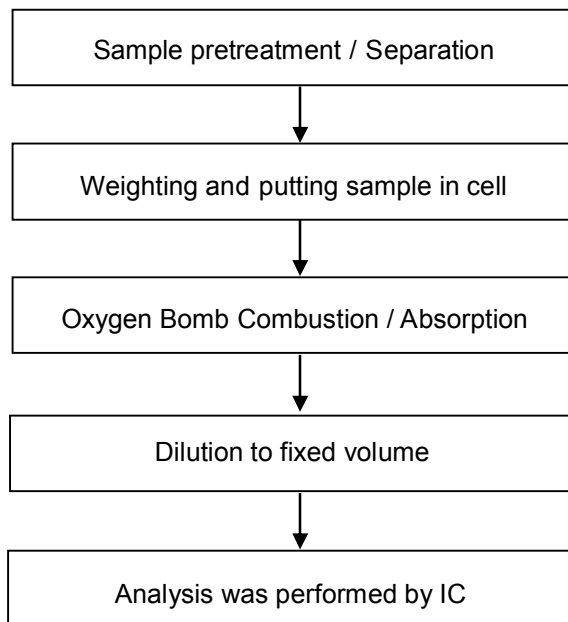 Sample pretreatment / Separation
Weighting and putting sample in cell
Oxygen Bomb Combustion / Absorption
Dilution to fixed volume
Analysis was performed by IC